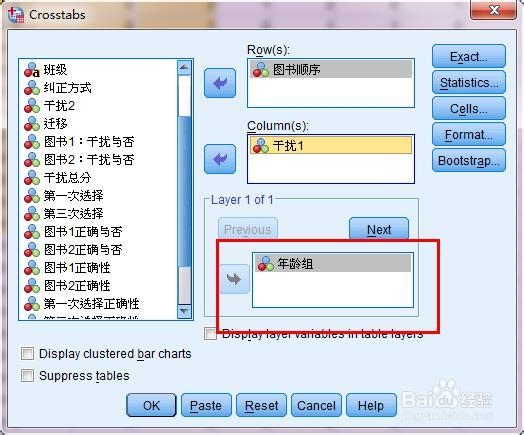 Crosstabs
班级
纠正方式
干扰2
迁移
图书1：干扰与否
图书2：干扰与否
干扰总分
第一次选择
第三次选择
图书1正确与否
图书2正确与否
图书1正确性
图书2正确性
第一次选择正确性
Row(s):
图书顺序
Column(s):
干扰1
Layer 1 of 1
Previous
Next
年龄组
Display layer variables in table layers
Exact...
Statistics...
Cells...
Format...
Bootstrap...
Display clustered bar charts
Suppress tables
OK
Paste
Reset
Cancel
Help
Baidu经验
jingyan.baidu.com